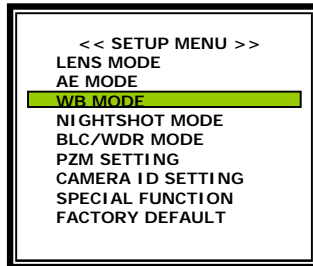 << SETUP MENU >>
LENS MODE
AE MODE
WB MODE
NIGHTSHOT MODE
BLC/WDR MODE
PZM SETTING
CAMERA ID SETTING
SPECIAL FUNCTION
FACTORY DEFAULT